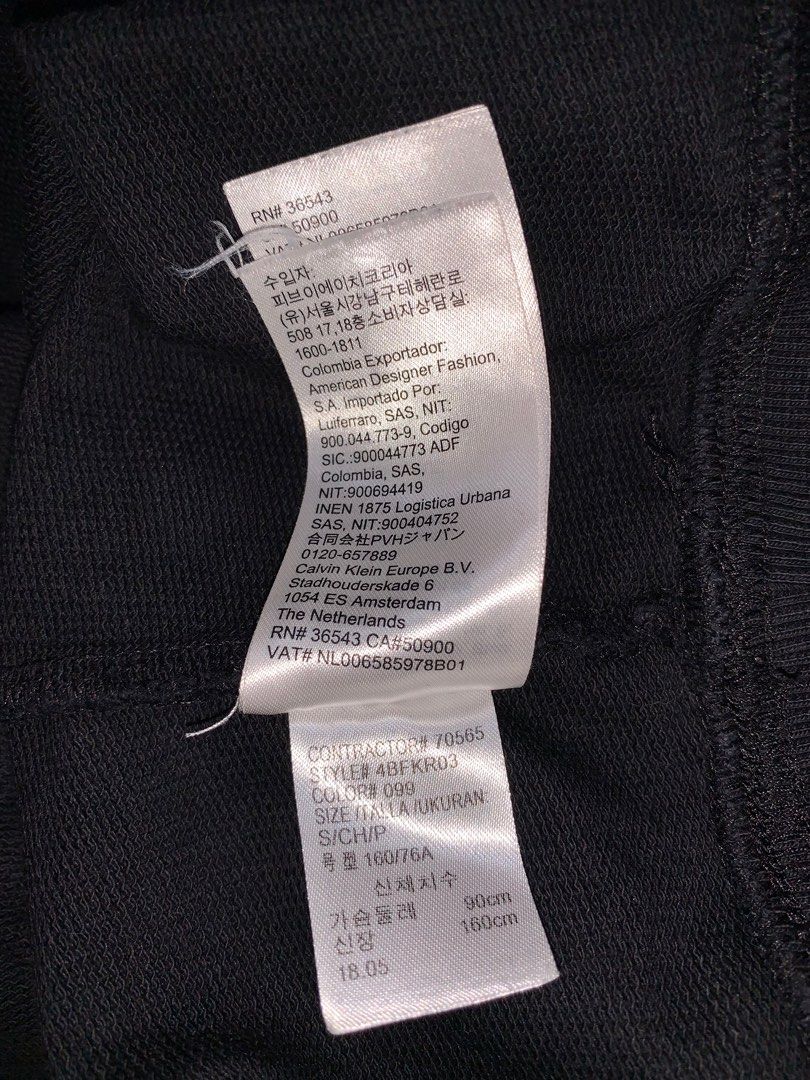 RN# 36543
50900
VAT# NL006585978B01
수입자:
피브이에이치코리아
(유)서울시강남구테헤란로
508 17,18층소비자상담실:
1600-1811
Colombia Exportador:
American Designer Fashion,
S.A. Importado Por:
Luiferraro, SAS, NIT:
900.044.773-9, Codigo
SIC.:900044773 ADF
Colombia, SAS,
NIT:900694419
INEN 1875 Logistica Urbana
SAS, NIT:900404752
合同会社PVHジャパン
0120-657889
Calvin Klein Europe B.V.
Stadhouderskade 6
1054 ES Amsterdam
The Netherlands
RN# 36543 CA#50900
VAT# NL006585978B01
CONTRACTOR# 70565
STYLE# 4BFKR03
COLOR# 099
SIZE /TALLA /UKURAN
S/CH/P
号型 160/76A
신체치수
가슴둘레 90cm
신장 160cm
18.05